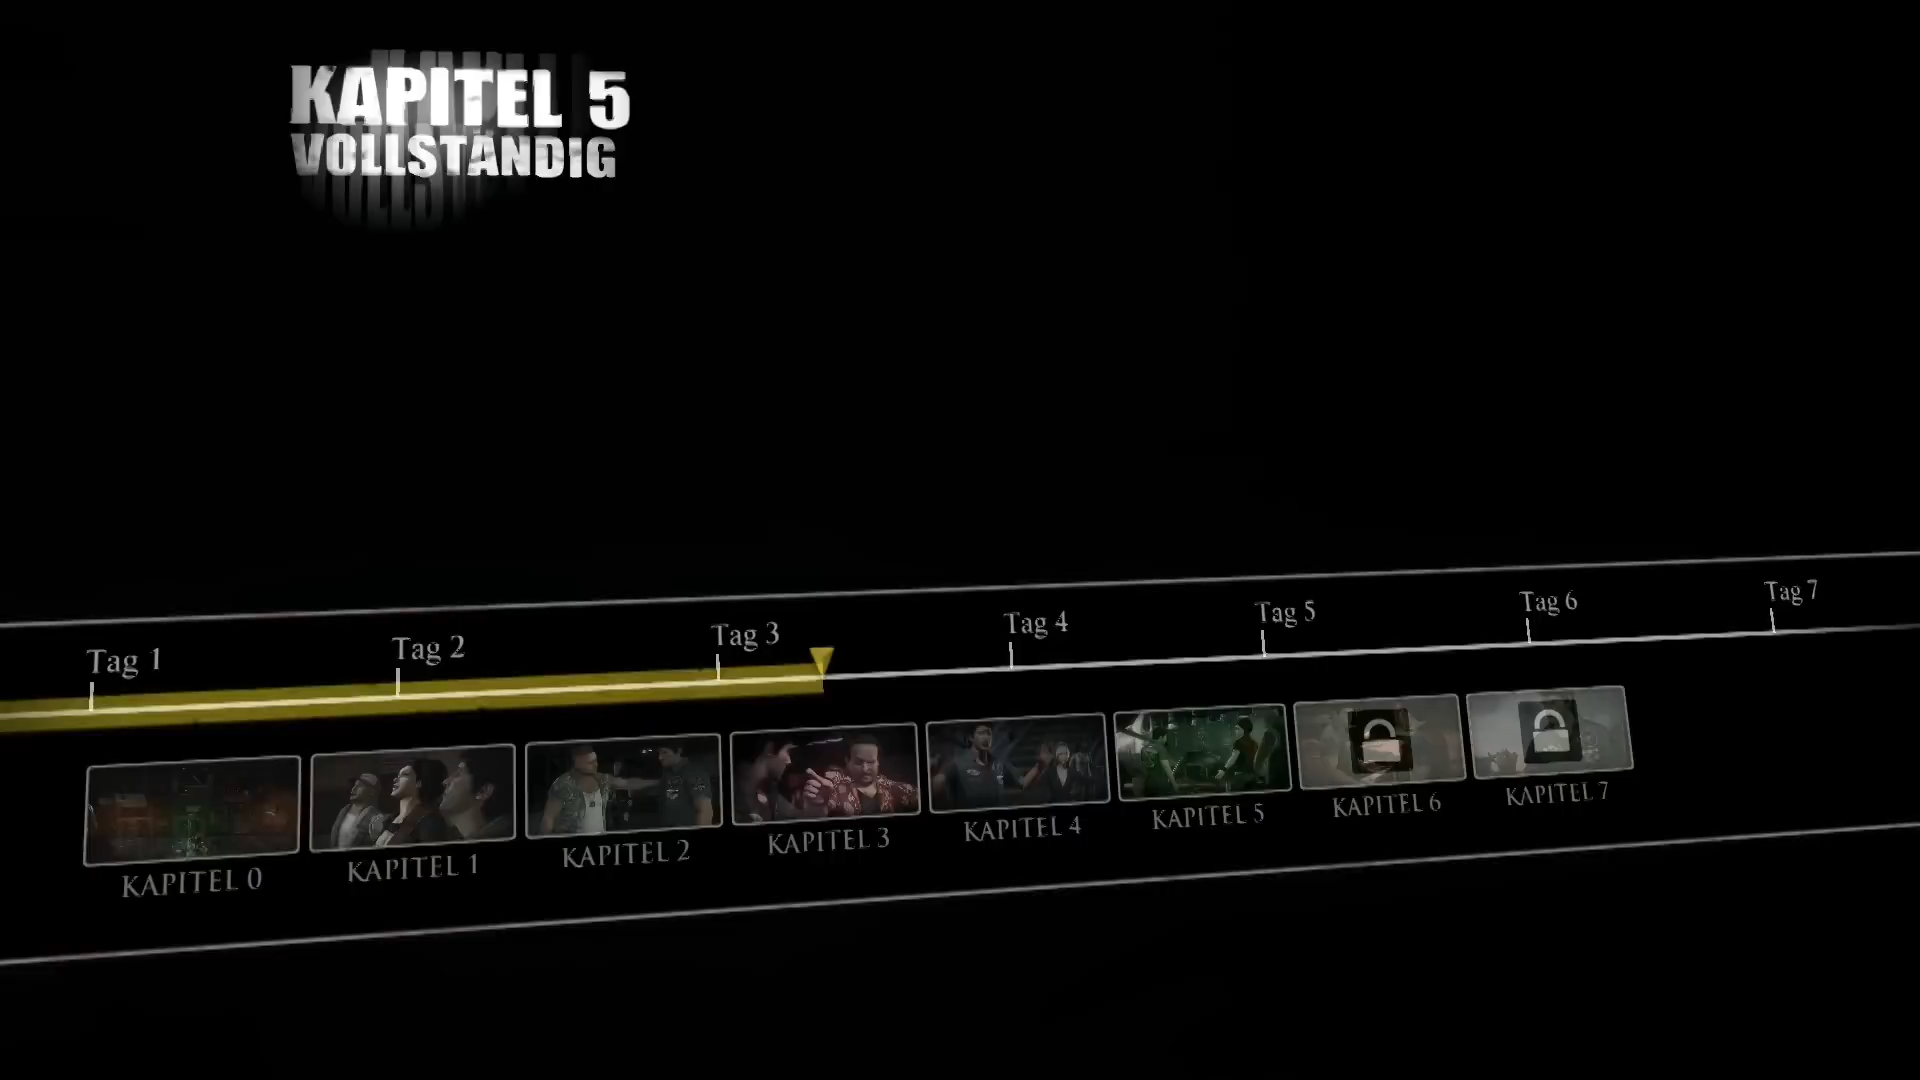 KAPITEL 5
VOLLSTÄNDIG
Tag 1
Tag 2
Tag 3
Tag 4
Tag 5
Tag 6
Tag 7
KAPITEL 0
KAPITEL 1
KAPITEL 2
KAPITEL 3
KAPITEL 4
KAPITEL 5
KAPITEL 6
KAPITEL 7